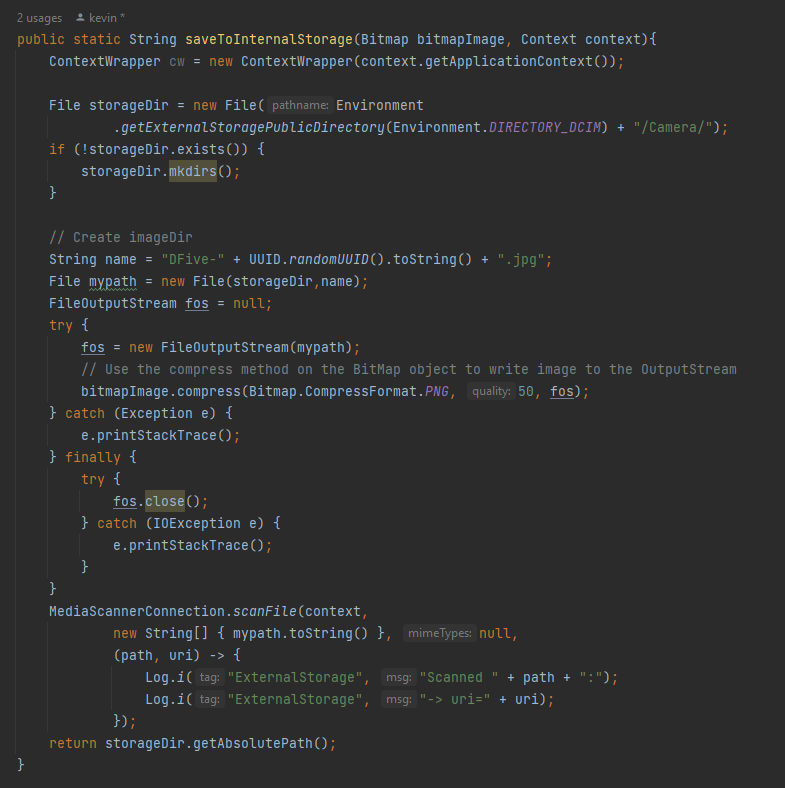 2 usages   kevin *
public static String saveToInternalStorage(Bitmap bitmapImage, Context context){
    ContextWrapper cw = new ContextWrapper(context.getApplicationContext());

    File storageDir = new File( pathname: Environment
            .getExternalStoragePublicDirectory(Environment.DIRECTORY_DCIM) + "/Camera/");
    if (!storageDir.exists()) {
        storageDir.mkdirs();
    }

    // Create imageDir
    String name = "DFive-" + UUID.randomUUID().toString() + ".jpg";
    File mypath = new File(storageDir,name);
    FileOutputStream fos = null;
    try {
        fos = new FileOutputStream(mypath);
        // Use the compress method on the BitMap object to write image to the OutputStream
        bitmapImage.compress(Bitmap.CompressFormat.PNG, quality: 50, fos);
    } catch (Exception e) {
        e.printStackTrace();
    } finally {
        try {
            fos.close();
        } catch (IOException e) {
            e.printStackTrace();
        }
    }
    MediaScannerConnection.scanFile(context,
            new String[] { mypath.toString() }, mimeTypes: null,
            (path, uri) -> {
                Log.i( tag: "ExternalStorage", msg: "Scanned " + path + ":");
                Log.i( tag: "ExternalStorage", msg: "-> uri=" + uri);
            });
    return storageDir.getAbsolutePath();
}